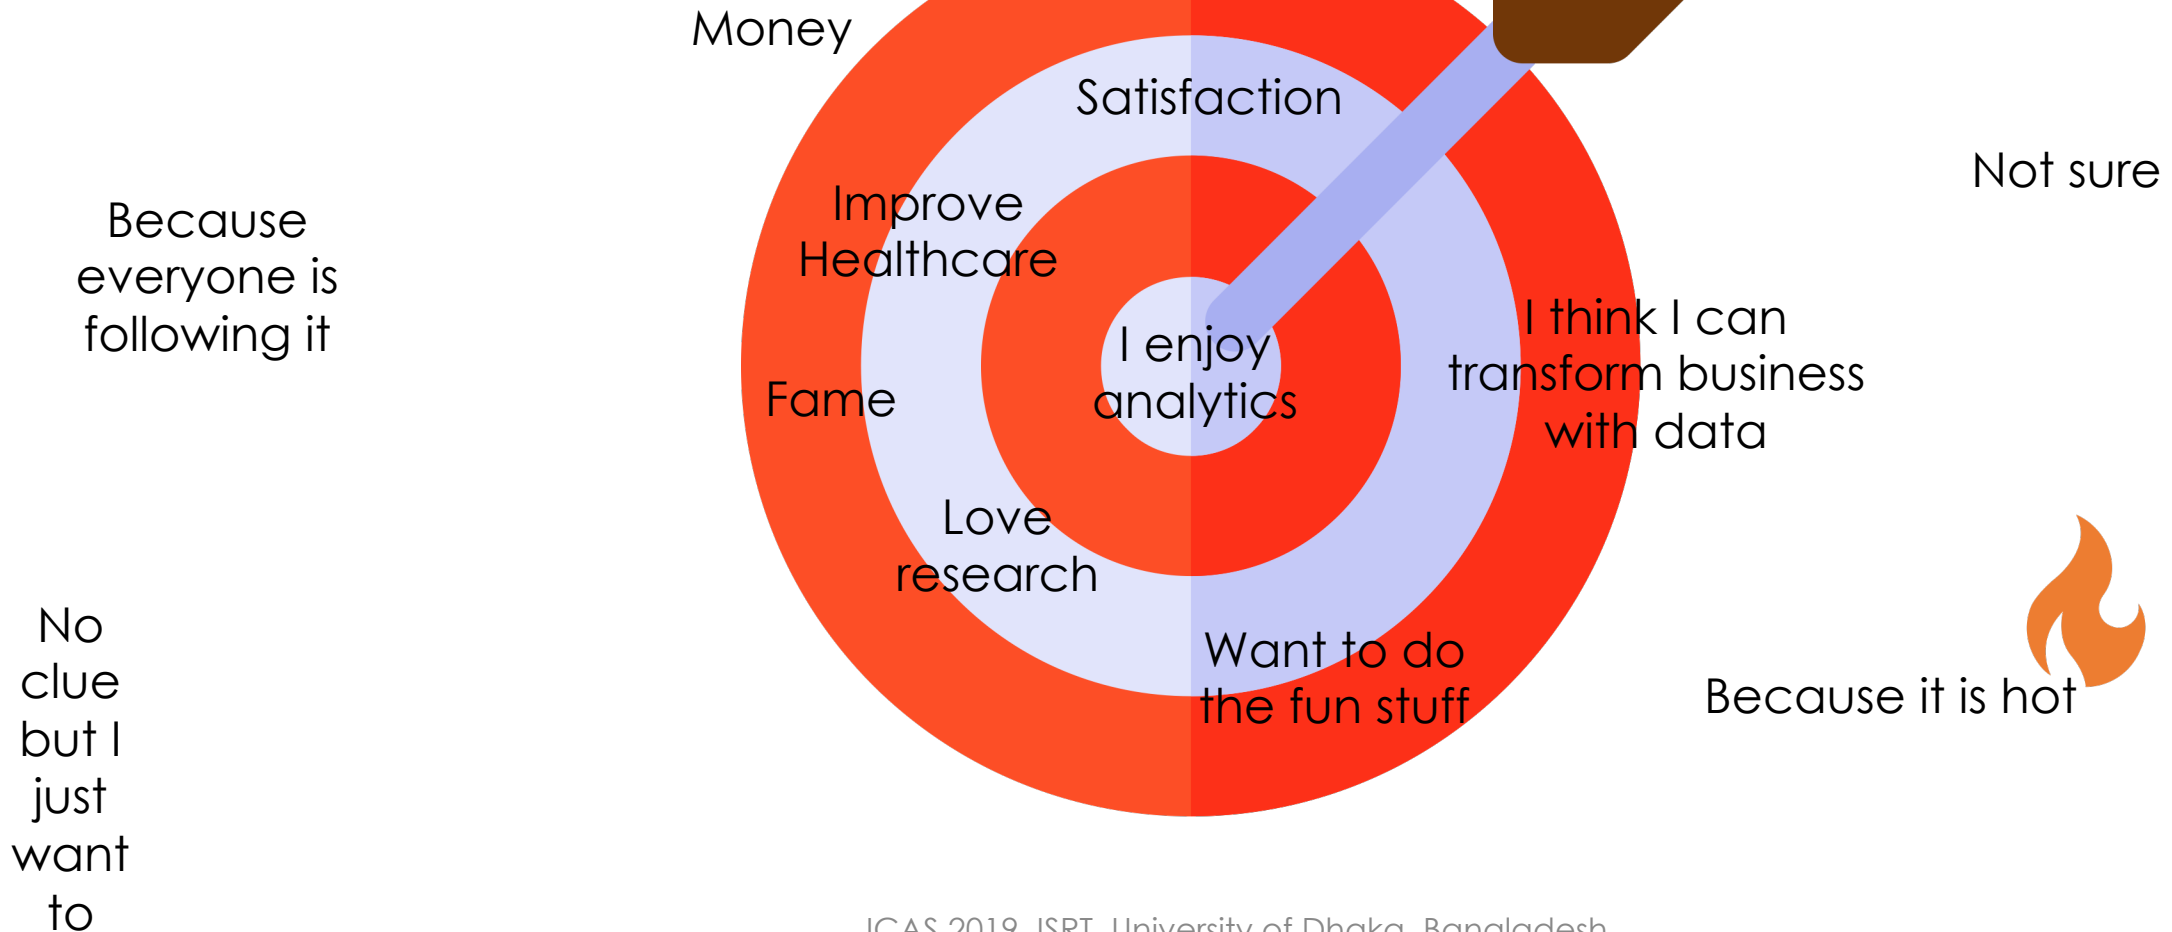 Money
Satisfaction
Not sure
Improve
Healthcare
Because
everyone is
following it
I think I can
transform business
with data
I enjoy
analytics
Fame
Love
research
Want to do
the fun stuff
Because it is hot
No
clue
but I
just
want
to
ICAS 2019, ISRT, University of Dhaka, Bangladesh